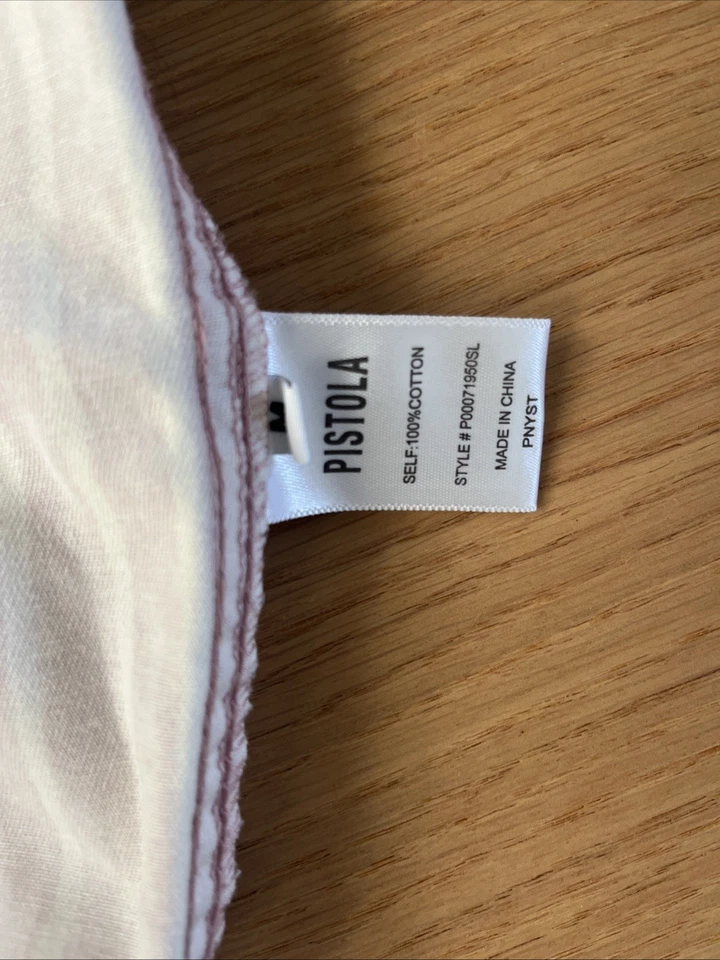 M
PISTOLA
SELF:100%COTTON
STYLE # P00071950SL
MADE IN CHINA
PNYST